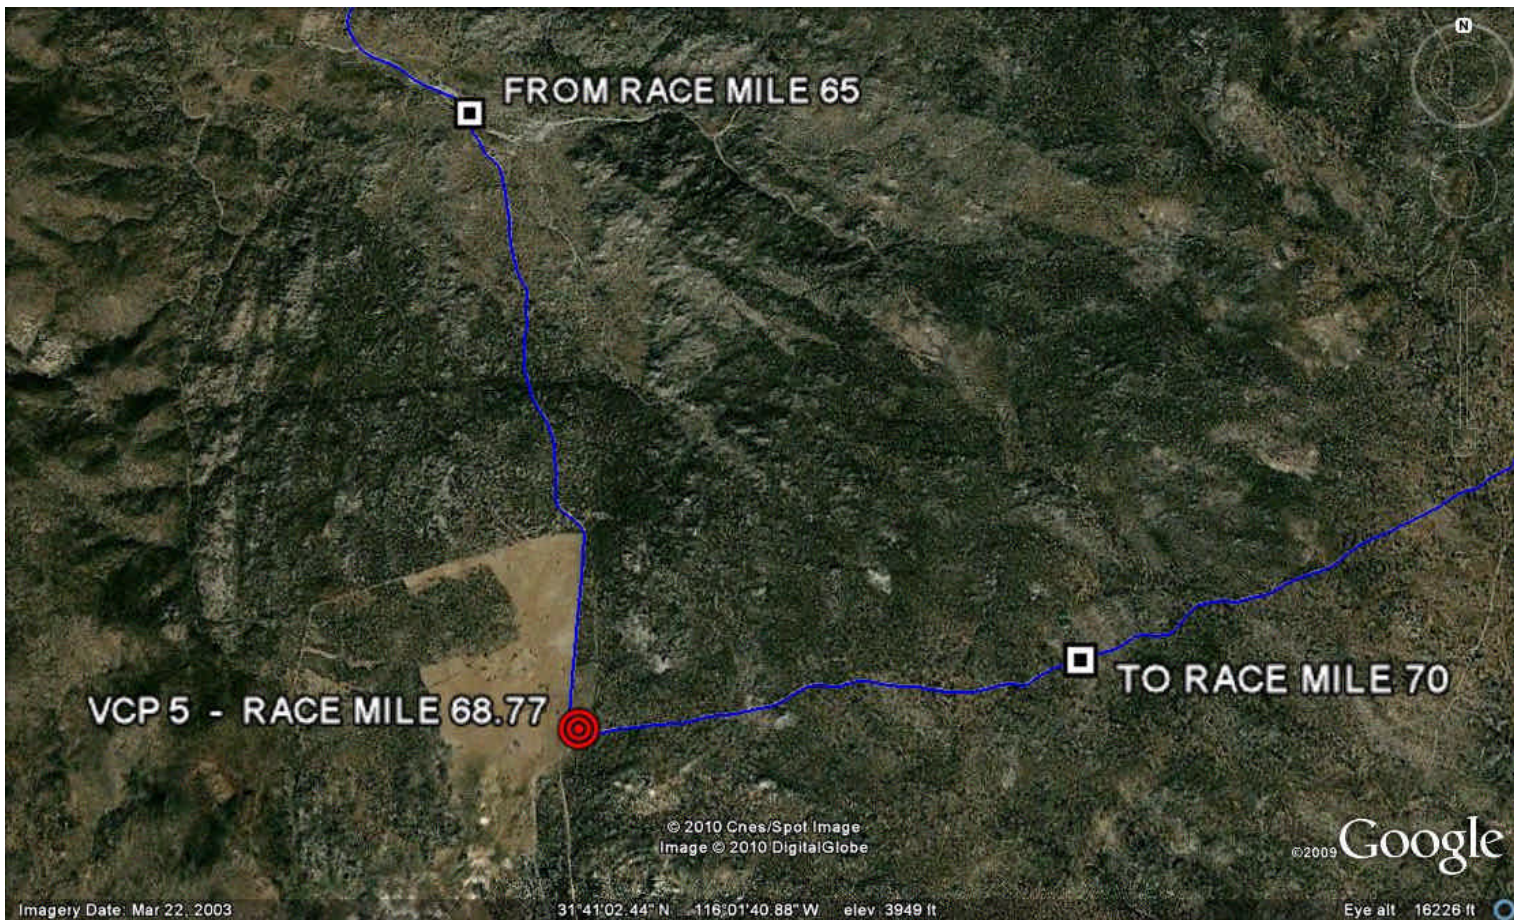 N
FROM RACE MILE 65
TO RACE MILE 70
VCP 5 - RACE MILE 68.77
© 2010 Cnes/Spot Image
Image © 2010 DigitalGlobe
©2009 Google
Imagery Date: Mar 22, 2003 31°41'02.44" N 116°01'40.88" W elev 3949 ft Eye alt 16226 ft